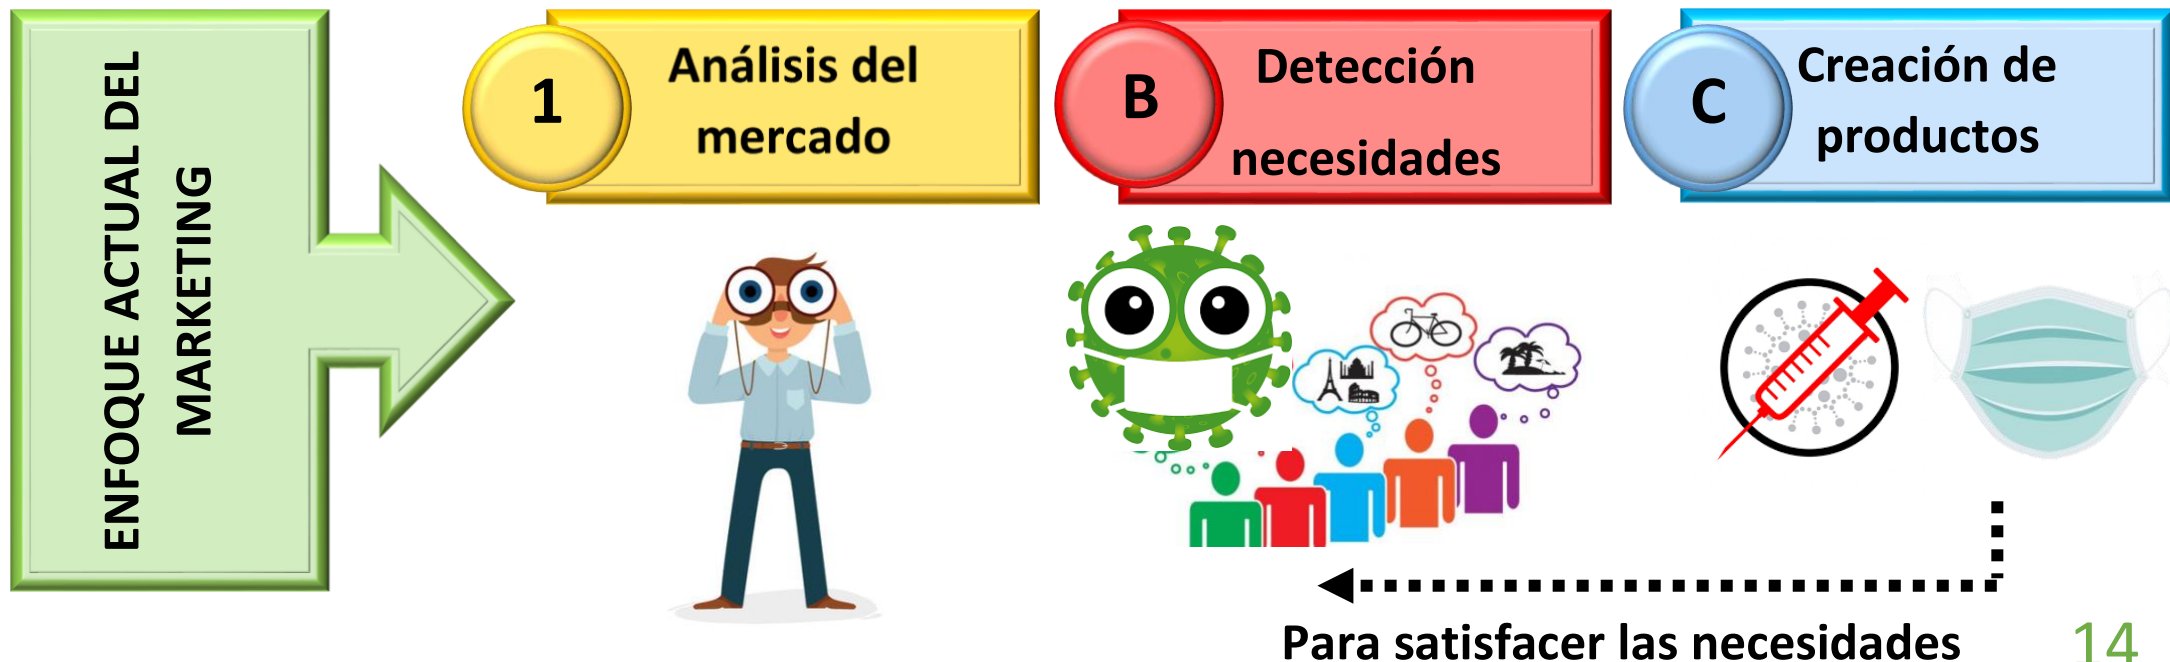 ENFOQUE ACTUAL DEL
MARKETING
1
Análisis del
mercado
B
Detección
necesidades
C
Creación de
productos
Para satisfacer las necesidades
14